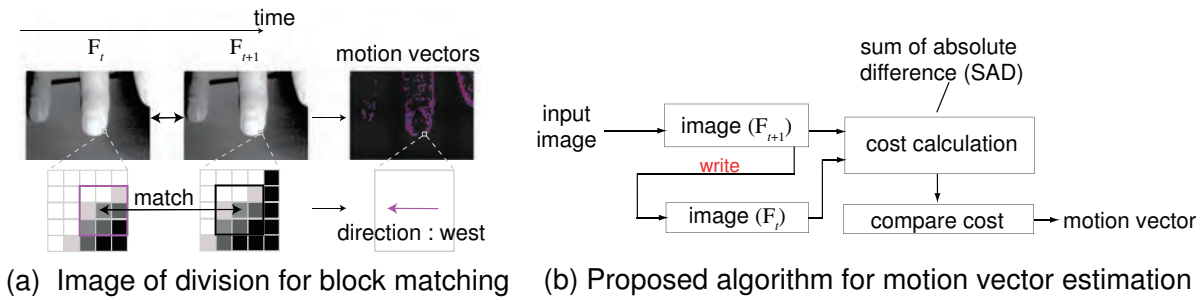 time
F_t
F_{t+1}
motion vectors
match
direction : west
(a) Image of division for block matching
sum of absolute
difference (SAD)
input
image
image (F_{t+1})
cost calculation
write
image (F_t)
compare cost
motion vector
(b) Proposed algorithm for motion vector estimation